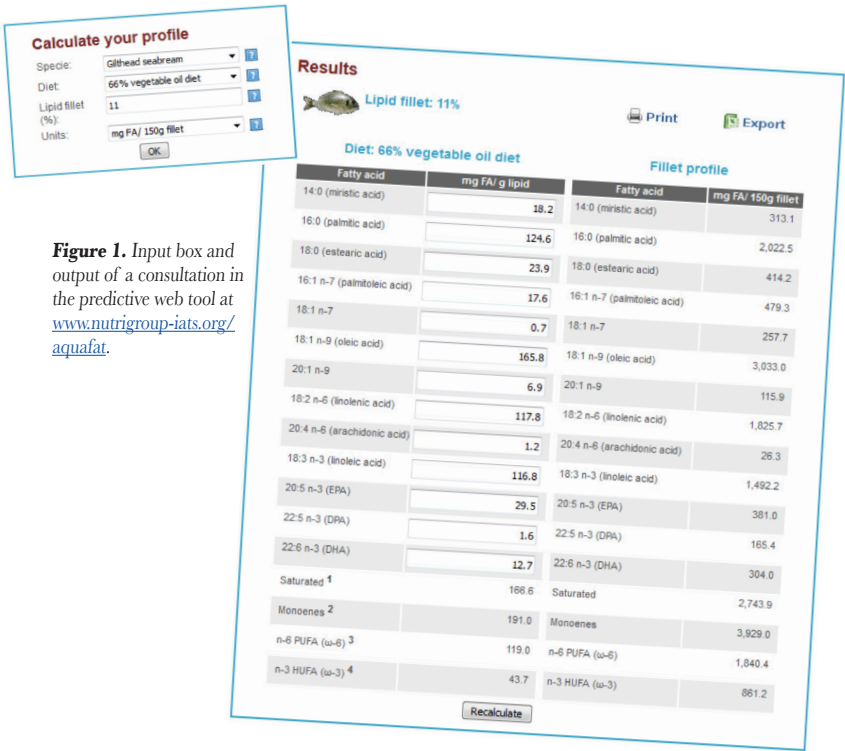 Calculate your profile
Specie: Gilthead seabream ?
Diet: 66% vegetable oil diet ?
Lipid fillet (%): 11 ?
Units: mg FA/ 150g fillet ?
OK
Figure 1. Input box and
output of a consultation in
the predictive web tool at
www.nutrigroup-iats.org/
aquafat.
Results
Lipid fillet: 11%
Print Export
Diet: 66% vegetable oil diet
Fatty acid mg FA/ g lipid
14:0 (miristic acid) 18.2
16:0 (palmitic acid) 124.6
18:0 (estearic acid) 23.9
16:1 n-7 (palmitoleic acid) 17.6
18:1 n-7 0.7
18:1 n-9 (oleic acid) 165.8
20:1 n-9 6.9
18:2 n-6 (linolenic acid) 117.8
20:4 n-6 (arachidonic acid) 1.2
18:3 n-3 (linoleic acid) 116.8
20:5 n-3 (EPA) 29.5
22:5 n-3 (DPA) 1.6
22:6 n-3 (DHA) 12.7
Saturated 1 166.6
Monoenes 2 191.0
n-6 PUFA (ω-6) 3 119.0
n-3 HUFA (ω-3) 4 43.7
Fillet profile
Fatty acid mg FA/ 150g fillet
14:0 (miristic acid) 313.1
16:0 (palmitic acid) 2,022.5
18:0 (estearic acid) 414.2
16:1 n-7 (palmitoleic acid) 479.3
18:1 n-7 257.7
18:1 n-9 (oleic acid) 3,033.0
20:1 n-9 115.9
18:2 n-6 (linolenic acid) 1,825.7
20:4 n-6 (arachidonic acid) 26.3
18:3 n-3 (linoleic acid) 1,492.2
20:5 n-3 (EPA) 381.0
22:5 n-3 (DPA) 165.4
22:6 n-3 (DHA) 304.0
Saturated 2,743.9
Monoenes 3,929.0
n-6 PUFA (ω-6) 1,840.4
n-3 HUFA (ω-3) 861.2
Recalculate